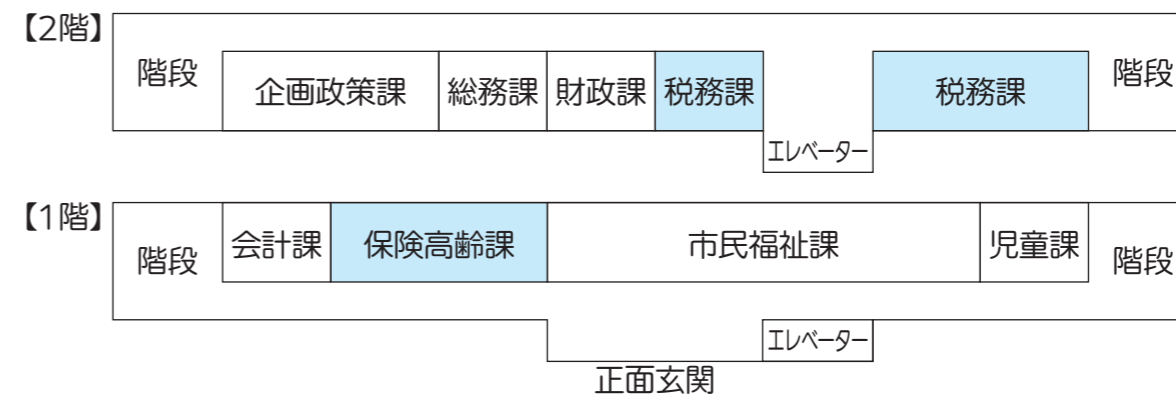 【2階】
階段
企画政策課
総務課
財政課
税務課
税務課
階段
エレベーター
【1階】
階段
会計課
保険高齢課
市民福祉課
児童課
階段
エレベーター
正面玄関